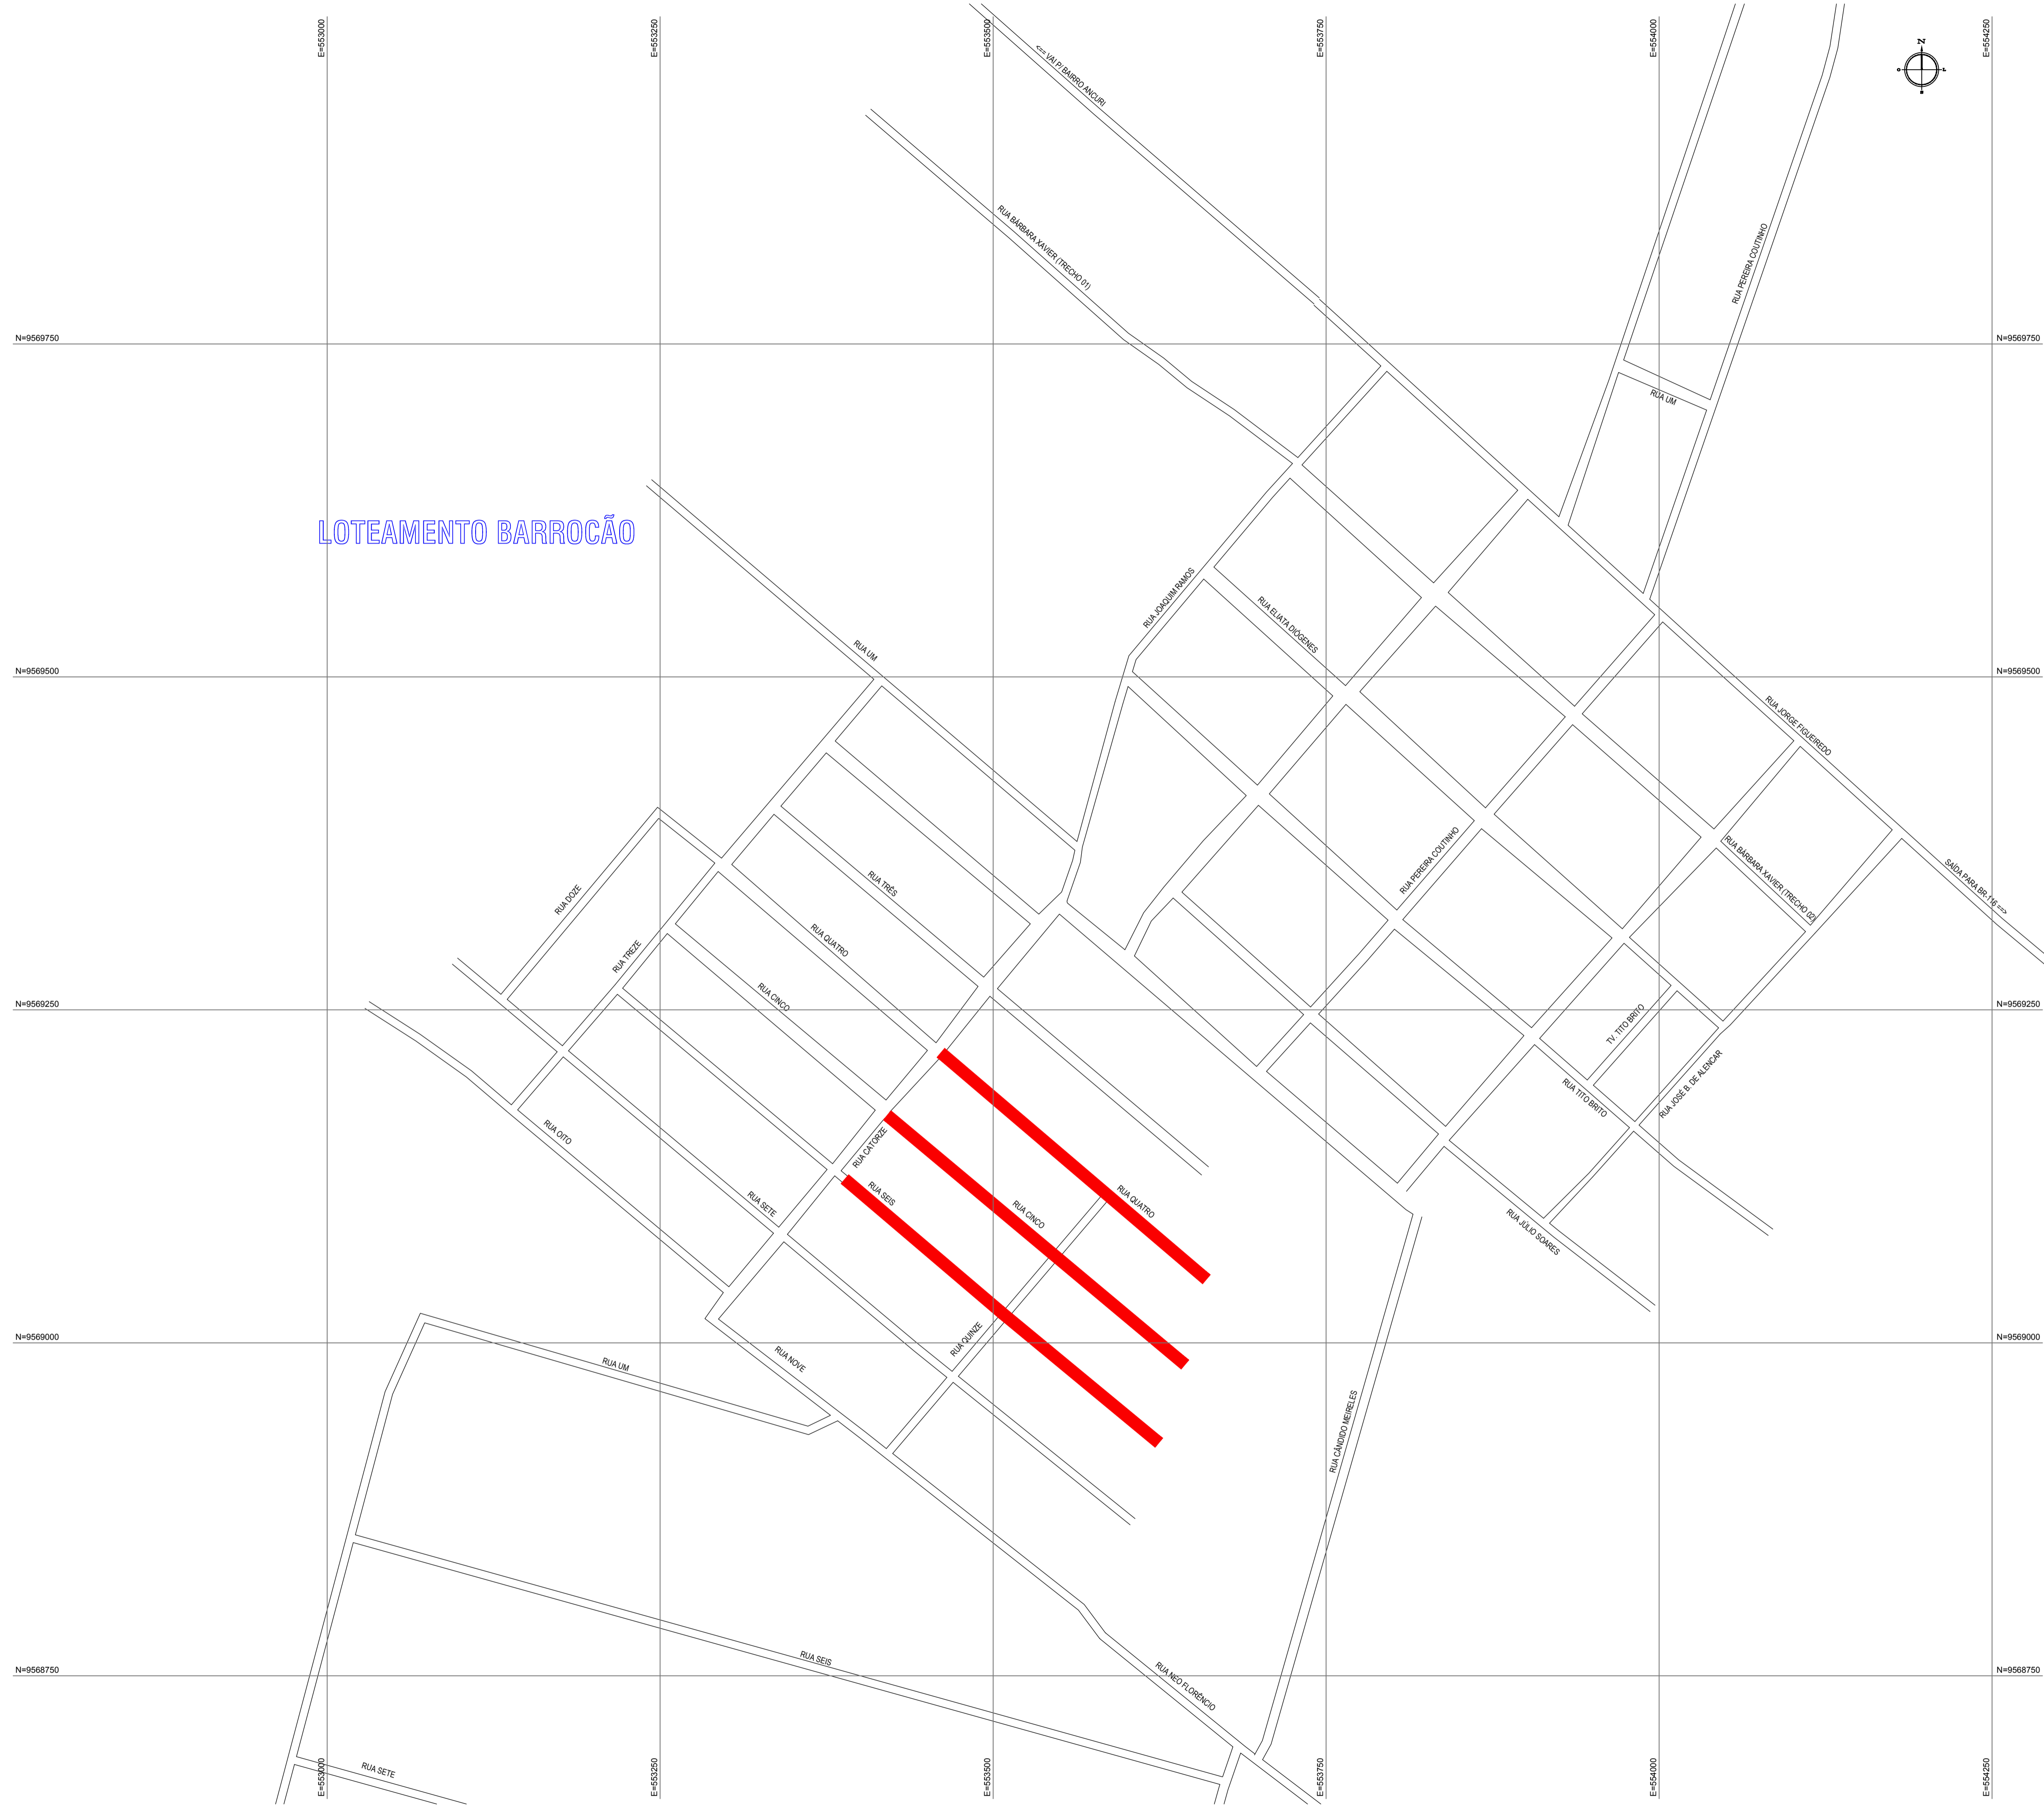 E=553000
E=553250
E=553500
E=553750
E=554000
E=554250
N
O
L
S
<== VAI P/ BAIRRO ANCURI
RUA BÁRBARA XAVIER (TRECHO 01)
RUA PEREIRA COUTINHO
N=9569750
N=9569750
RUA UM
LOTEAMENTO BARROCÃO
RUA JOAQUIM RAMOS
RUA ELIATA DIÓGENES
RUA UM
N=9569500
N=9569500
RUA JORGE FIGUEIREDO
RUA PEREIRA COUTINHO
RUA BÁRBARA XAVIER (TRECHO 02)
SAÍDA PARA BR-116 ==>
RUA DOZE
RUA TRÊS
RUA QUATRO
RUA TREZE
RUA CINCO
N=9569250
N=9569250
TV. TITO BRITO
RUA TITO BRITO
RUA JOSÉ B. DE ALENCAR
RUA OITO
RUA CATORZE
RUA SEIS
RUA SETE
RUA CINCO
RUA QUATRO
RUA JÚLIO SOARES
N=9569000
N=9569000
RUA UM
RUA NOVE
RUA QUINZE
RUA CÂNDIDO MEIRELES
RUA SEIS
N=9568750
N=9568750
RUA NEO FLORÊNCIO
RUA SETE
E=553000
E=553250
E=553500
E=553750
E=554000
E=554250